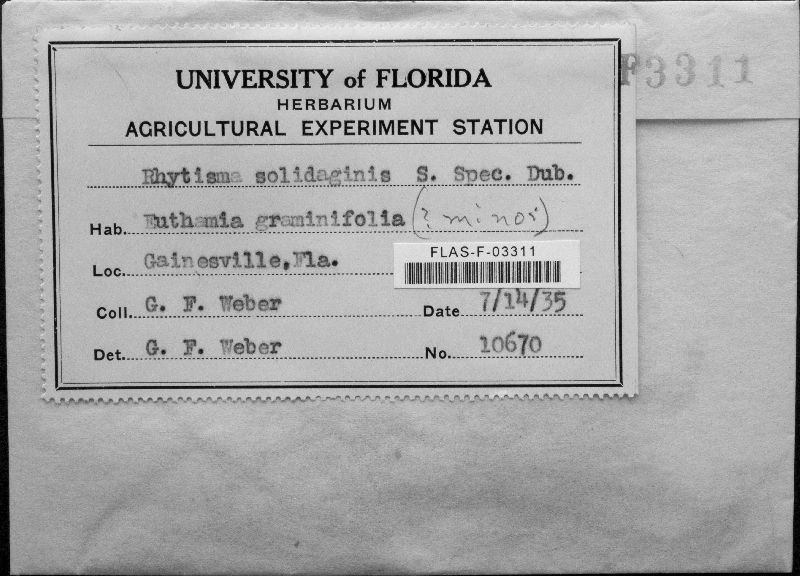 F3311
UNIVERSITY of FLORIDA
HERBARIUM
AGRICULTURAL EXPERIMENT STATION
Rhytisma solidaginis S. Spec. Dub.
Hab. Euthamia graminifolia (? minor)
Loc. Gainesville, Fla.
FLAS-F-03311
Coll. G. F. Weber Date 7/14/35
Det. G. F. Weber No. 10670